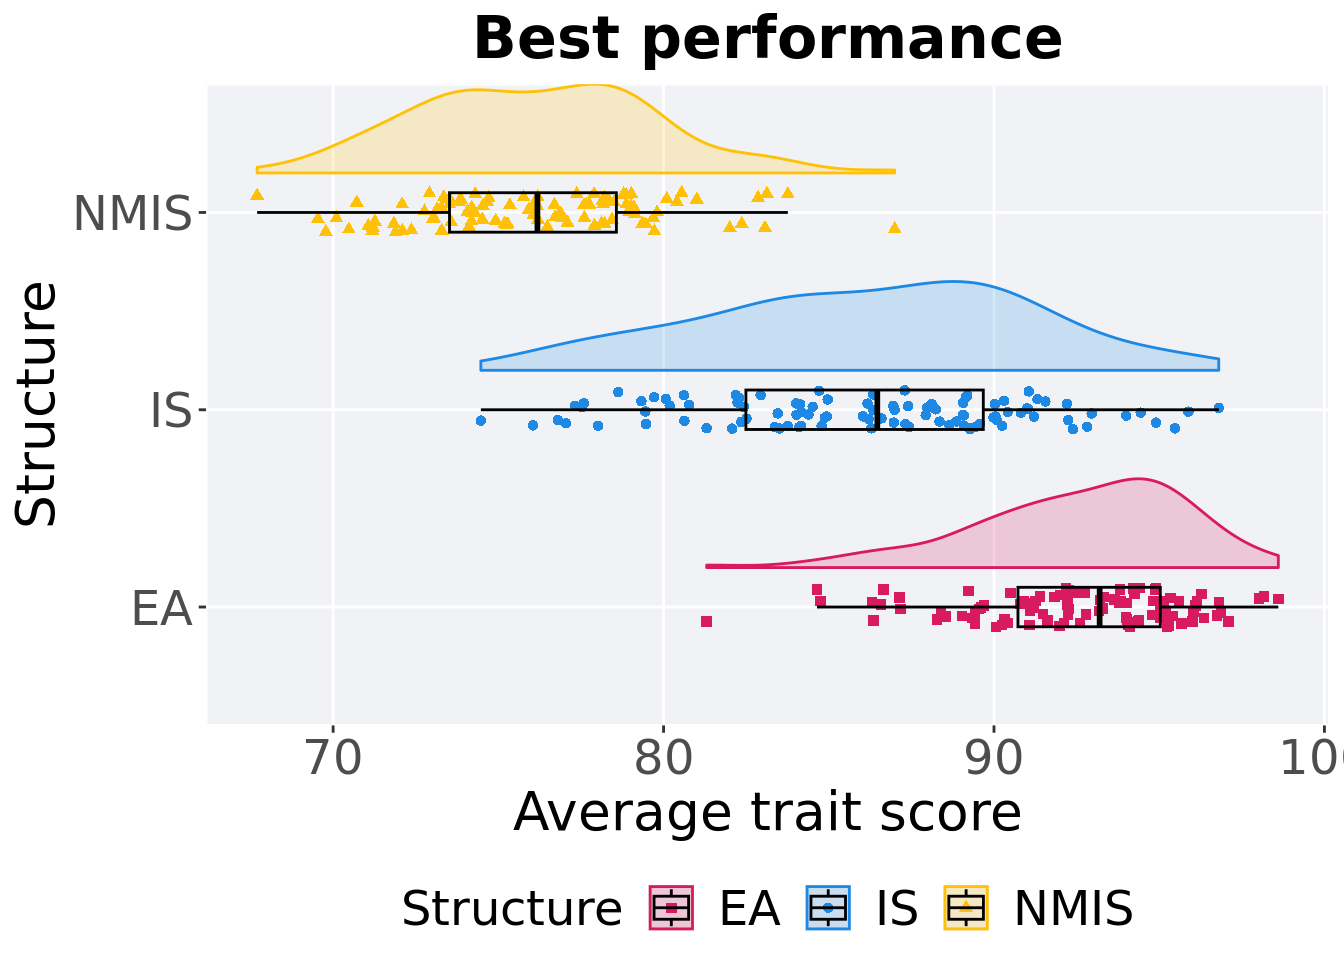 Best performance
NMIS
IS
EA
Structure
70 80 90 100
Average trait score
Structure EA IS NMIS